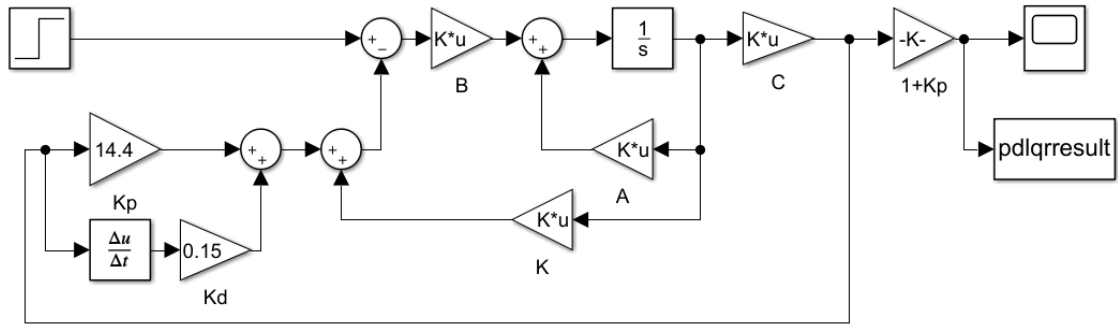 +
−
K*u
B
+
+
1
s
K*u
C
-K-
1+Kp
14.4
Kp
+
+
+
+
K*u
A
pdlqrresult
K*u
K
Δu
Δt
0.15
Kd